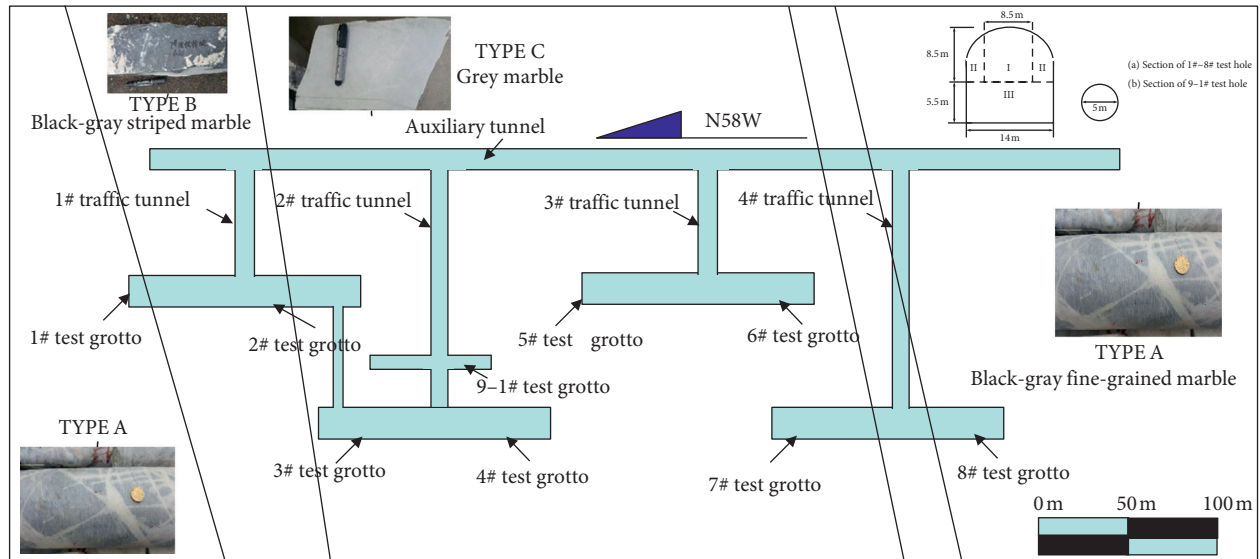 8.5 m
8.5 m
II
I
II
III
5.5 m
14 m
5 m
(a) Section of 1#–8# test hole
(b) Section of 9–1# test hole
TYPE C
Grey marble
TYPE B
Black-gray striped marble
Auxiliary tunnel
N58W
1# traffic tunnel
2# traffic tunnel
3# traffic tunnel
4# traffic tunnel
1# test grotto
2# test grotto
5# test grotto
6# test grotto
9–1# test grotto
TYPE A
Black-gray fine-grained marble
TYPE A
3# test grotto
4# test grotto
7# test grotto
8# test grotto
0 m 50 m 100 m